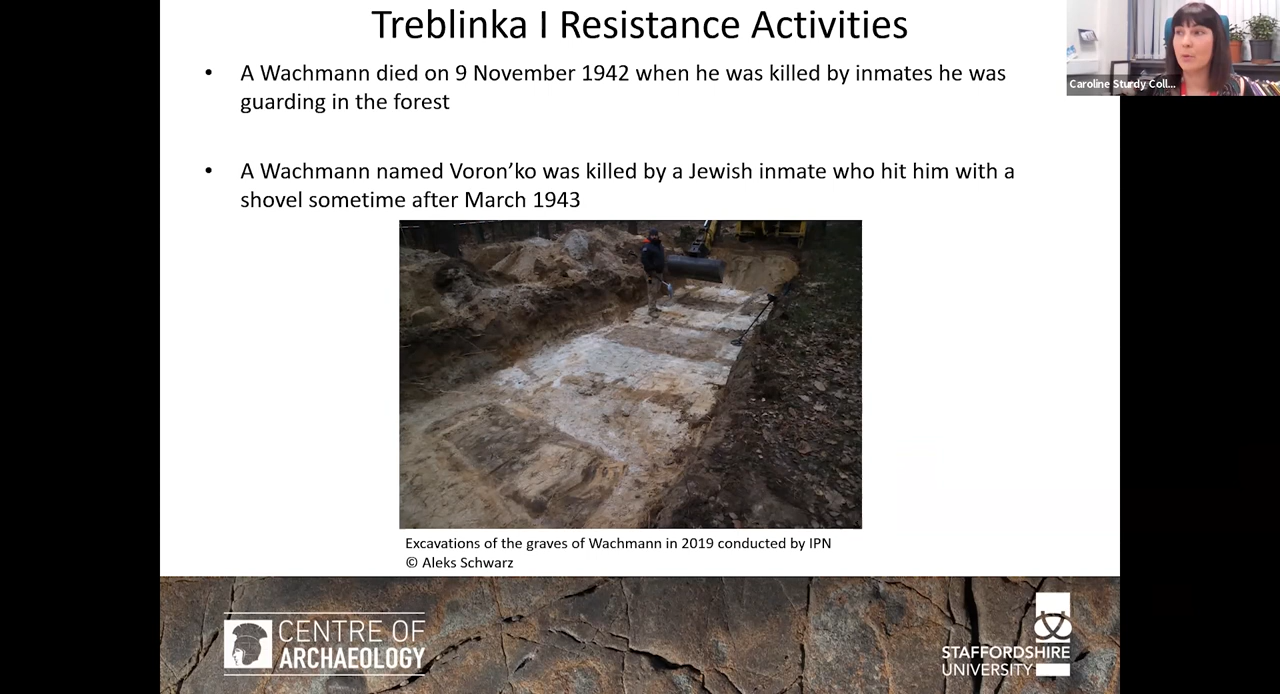 Treblinka I Resistance Activities
Caroline Sturdy Coll...
• A Wachmann died on 9 November 1942 when he was killed by inmates he was
guarding in the forest
• A Wachmann named Voron’ko was killed by a Jewish inmate who hit him with a
shovel sometime after March 1943
Excavations of the graves of Wachmann in 2019 conducted by IPN
© Aleks Schwarz
CENTRE OF
ARCHAEOLOGY
STAFFORDSHIRE
UNIVERSITY